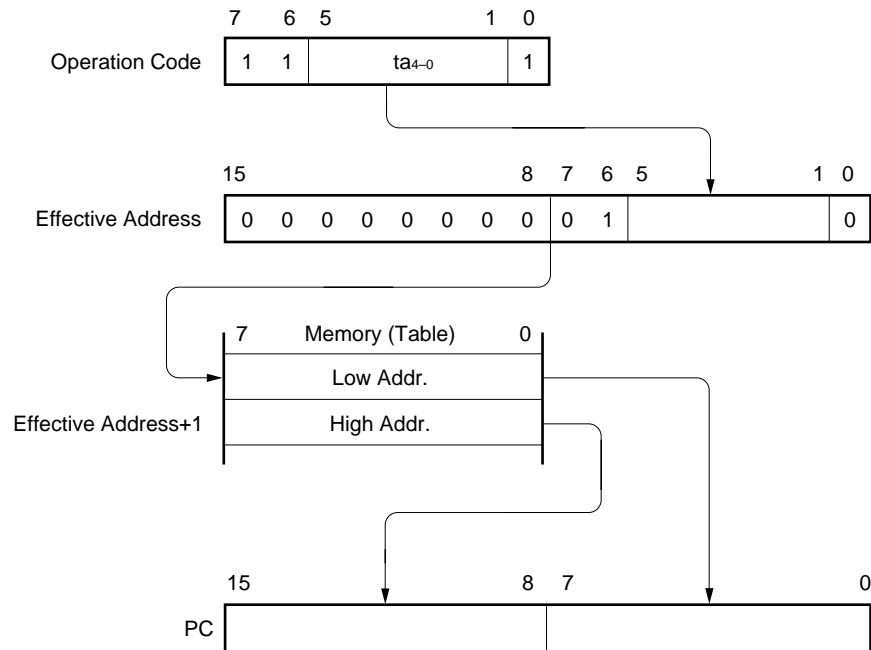 7 6 5 1 0
Operation Code 1 1 ta4–0 1
15 8 7 6 5 1 0
Effective Address 0 0 0 0 0 0 0 0 0 1 0
7 Memory (Table) 0
Low Addr.
Effective Address+1 High Addr.
15 8 7 0
PC